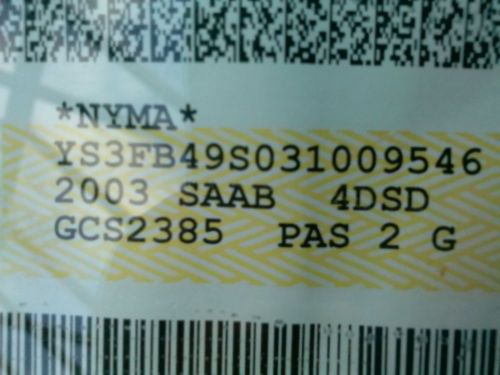 *NYMA*
YS3FB49S031009546
2003 SAAB 4DSD
GCS2385 PAS 2 G